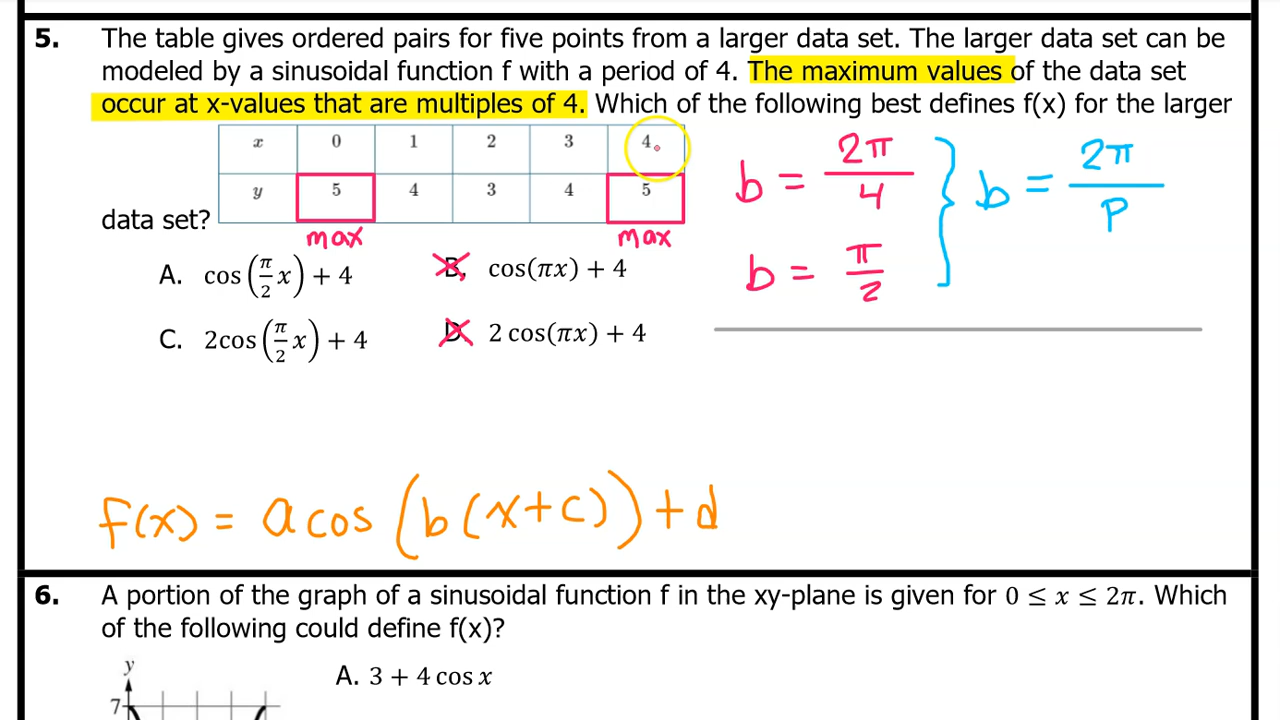 5. The table gives ordered pairs for five points from a larger data set. The larger data set can be
modeled by a sinusoidal function f with a period of 4. The maximum values of the data set
occur at x-values that are multiples of 4. Which of the following best defines f(x) for the larger
x 0 1 2 3 4
y 5 4 3 4 5
data set?
max max
b = 2π/4
b = π/2
b = 2π/P
A. cos(π/2 x) + 4 B. cos(πx) + 4
C. 2cos(π/2 x) + 4 D. 2 cos(πx) + 4
f(x) = a cos (b(x+c)) + d
6. A portion of the graph of a sinusoidal function f in the xy-plane is given for 0 ≤ x ≤ 2π. Which
of the following could define f(x)?
y
A. 3 + 4 cos x
7